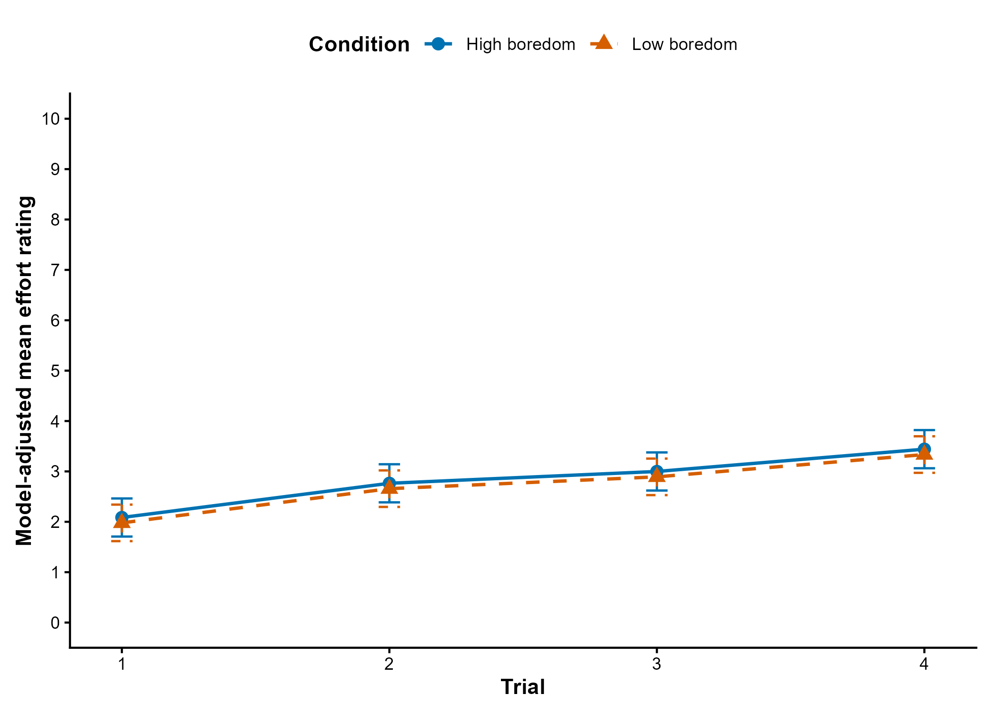 Condition High boredom Low boredom
Model-adjusted mean effort rating
10
9
8
7
6
5
4
3
2
1
0
1 2 3 4
Trial